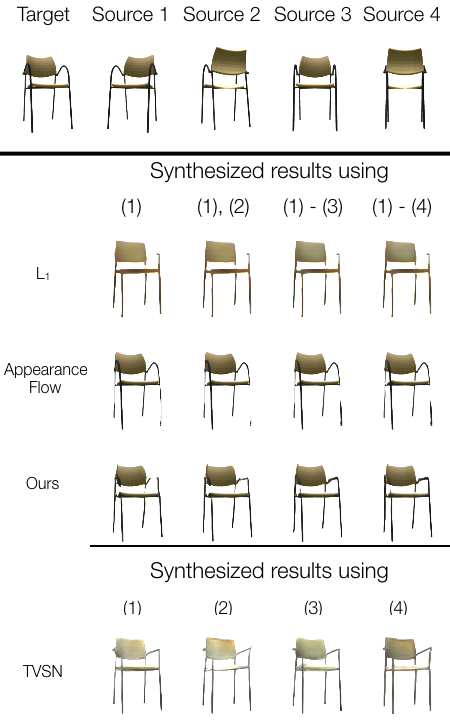 Target Source 1 Source 2 Source 3 Source 4
Synthesized results using
(1) (1), (2) (1) - (3) (1) - (4)
L₁
Appearance
Flow
Ours
Synthesized results using
(1) (2) (3) (4)
TVSN